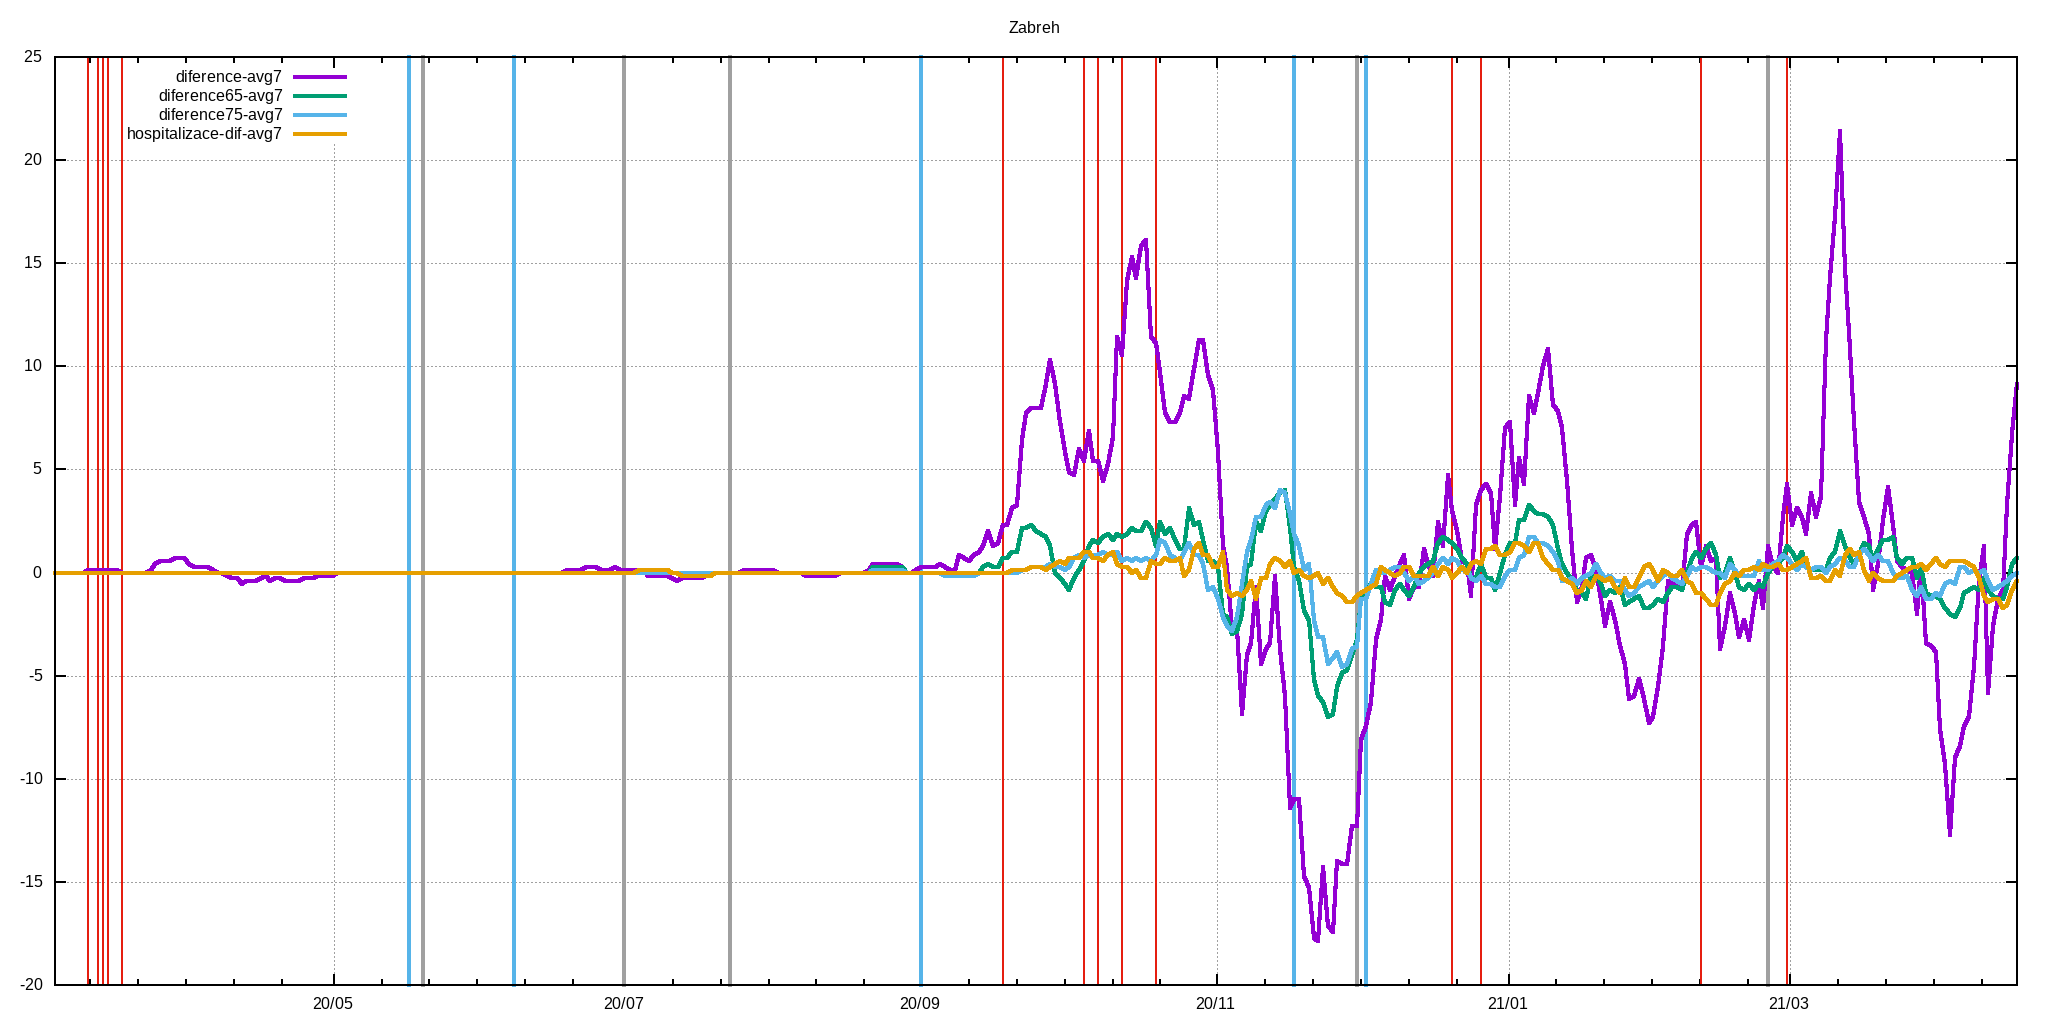 Zabreh
25
20
15
10
5
0
-5
-10
-15
-20
diference-avg7
diference65-avg7
diference75-avg7
hospitalizace-dif-avg7
20/05 20/07 20/09 20/11 21/01 21/03